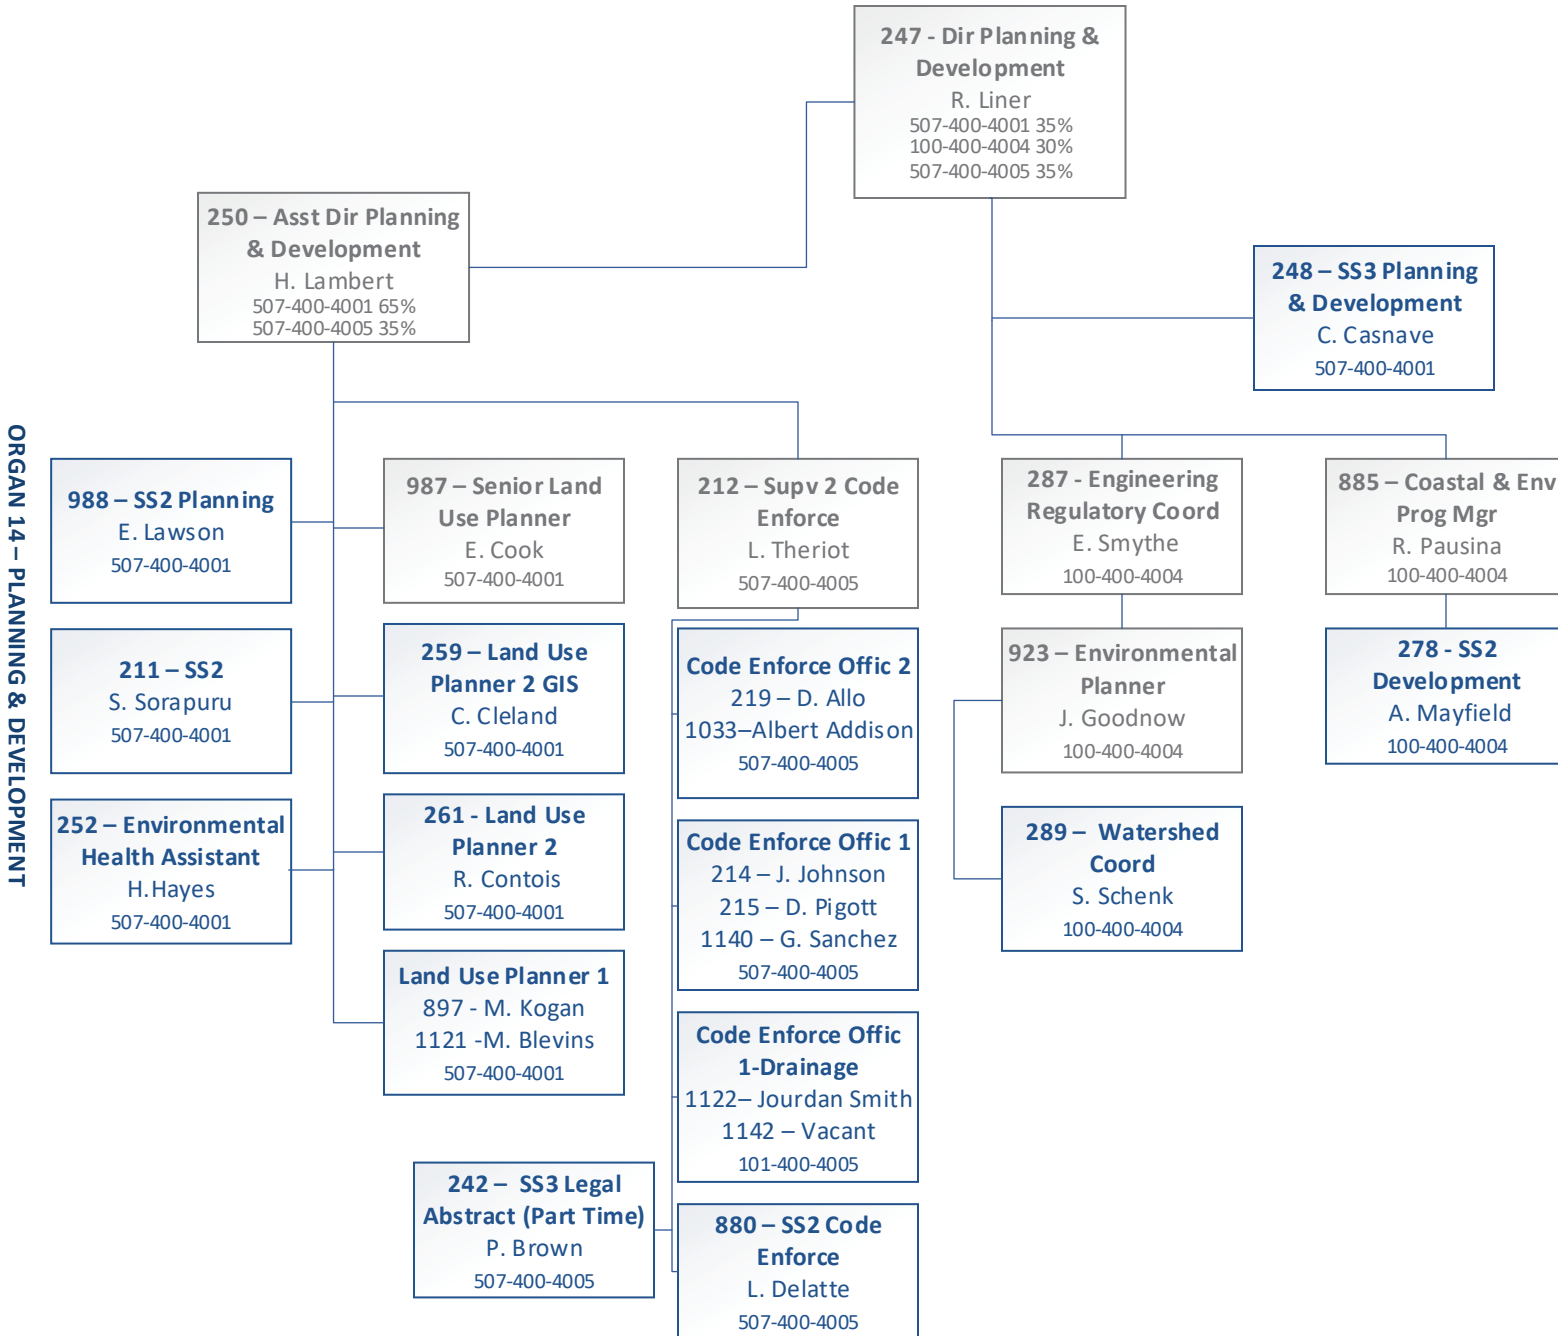 247 - Dir Planning &
Development
R. Liner
507-400-4001 35%
100-400-4004 30%
507-400-4005 35%
250 – Asst Dir Planning
& Development
H. Lambert
507-400-4001 65%
507-400-4005 35%
248 – SS3 Planning
& Development
C. Casnave
507-400-4001
ORGAN 14 – PLANNING & DEVELOPMENT
988 – SS2 Planning
E. Lawson
507-400-4001
987 – Senior Land
Use Planner
E. Cook
507-400-4001
212 – Supv 2 Code
Enforce
L. Theriot
507-400-4005
287 - Engineering
Regulatory Coord
E. Smythe
100-400-4004
885 – Coastal & Env
Prog Mgr
R. Pausina
100-400-4004
211 – SS2
S. Sorapuru
507-400-4001
259 – Land Use
Planner 2 GIS
C. Cleland
507-400-4001
Code Enforce Offic 2
219 – D. Allo
1033–Albert Addison
507-400-4005
923 – Environmental
Planner
J. Goodnow
100-400-4004
278 - SS2
Development
A. Mayfield
100-400-4004
252 – Environmental
Health Assistant
H.Hayes
507-400-4001
261 - Land Use
Planner 2
R. Contois
507-400-4001
Code Enforce Offic 1
214 – J. Johnson
215 – D. Pigott
1140 – G. Sanchez
507-400-4005
289 – Watershed
Coord
S. Schenk
100-400-4004
Land Use Planner 1
897 - M. Kogan
1121 -M. Blevins
507-400-4001
Code Enforce Offic
1-Drainage
1122– Jourdan Smith
1142 – Vacant
101-400-4005
242 – SS3 Legal
Abstract (Part Time)
P. Brown
507-400-4005
880 – SS2 Code
Enforce
L. Delatte
507-400-4005